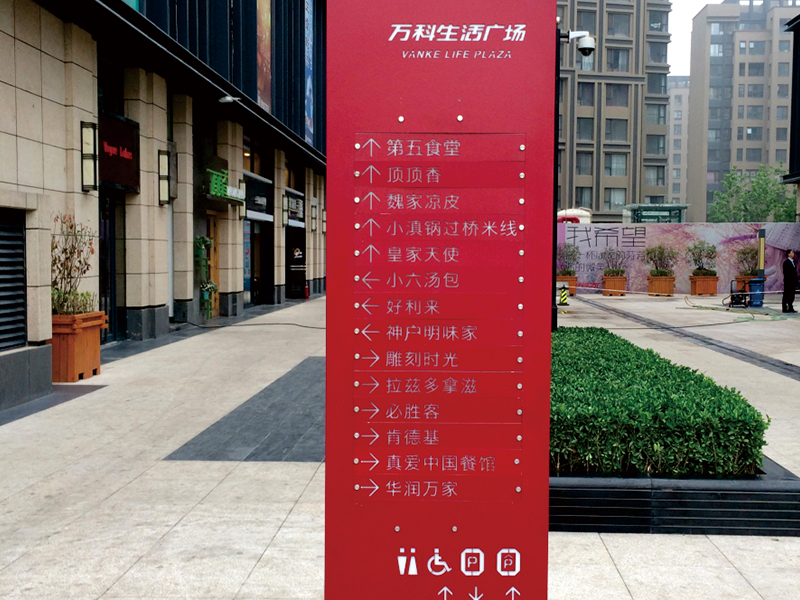 万科生活广场
VANKE LIFE PLAZA
第五食堂
顶顶香
魏家凉皮
小滇锅过桥米线
皇家天使
小六汤包
好利来
神户明味家
雕刻时光
拉兹多拿滋
必胜客
肯德基
真爱中国餐馆
华润万家
P
P
我希望